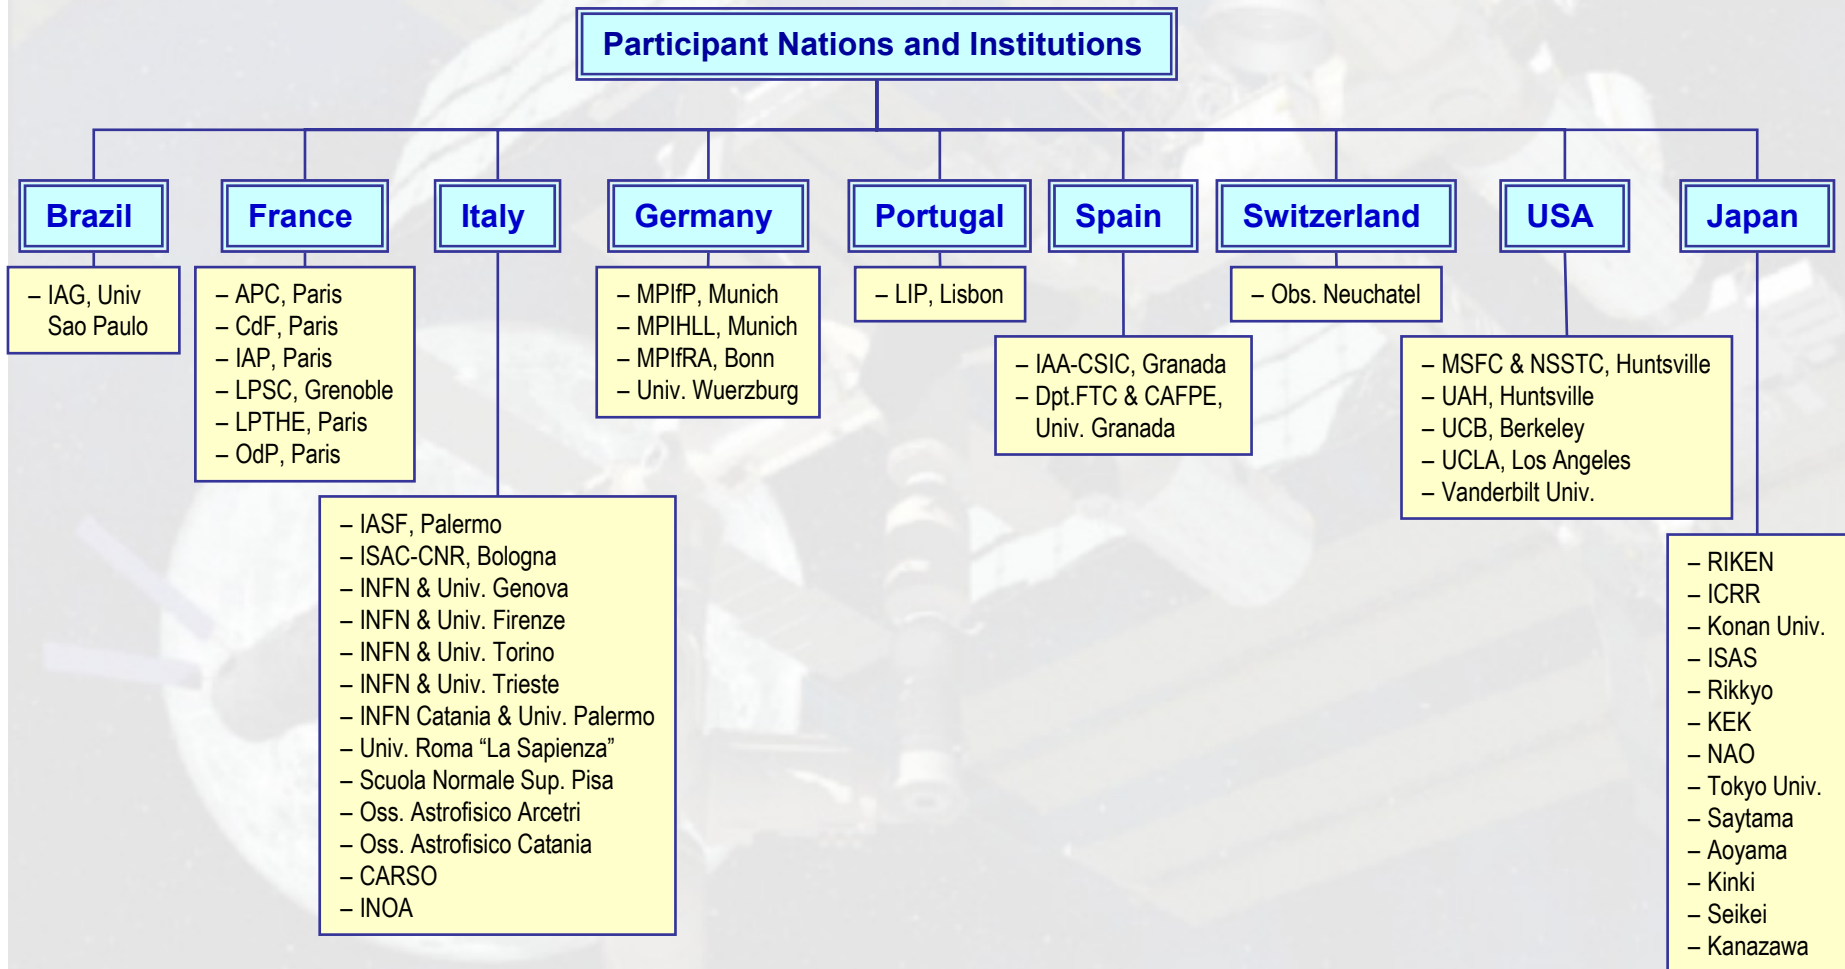 Participant Nations and Institutions
Brazil
– IAG, Univ
Sao Paulo
France
– APC, Paris
– CdF, Paris
– IAP, Paris
– LPSC, Grenoble
– LPTHE, Paris
– OdP, Paris
Italy
– IASF, Palermo
– ISAC-CNR, Bologna
– INFN & Univ. Genova
– INFN & Univ. Firenze
– INFN & Univ. Torino
– INFN & Univ. Trieste
– INFN Catania & Univ. Palermo
– Univ. Roma “La Sapienza”
– Scuola Normale Sup. Pisa
– Oss. Astrofisico Arcetri
– Oss. Astrofisico Catania
– CARSO
– INOA
Germany
– MPIfP, Munich
– MPIHLL, Munich
– MPIfRA, Bonn
– Univ. Wuerzburg
Portugal
– LIP, Lisbon
Spain
– IAA-CSIC, Granada
– Dpt.FTC & CAFPE,
Univ. Granada
Switzerland
– Obs. Neuchatel
USA
– MSFC & NSSTC, Huntsville
– UAH, Huntsville
– UCB, Berkeley
– UCLA, Los Angeles
– Vanderbilt Univ.
Japan
– RIKEN
– ICRR
– Konan Univ.
– ISAS
– Rikkyo
– KEK
– NAO
– Tokyo Univ.
– Saytama
– Aoyama
– Kinki
– Seikei
– Kanazawa